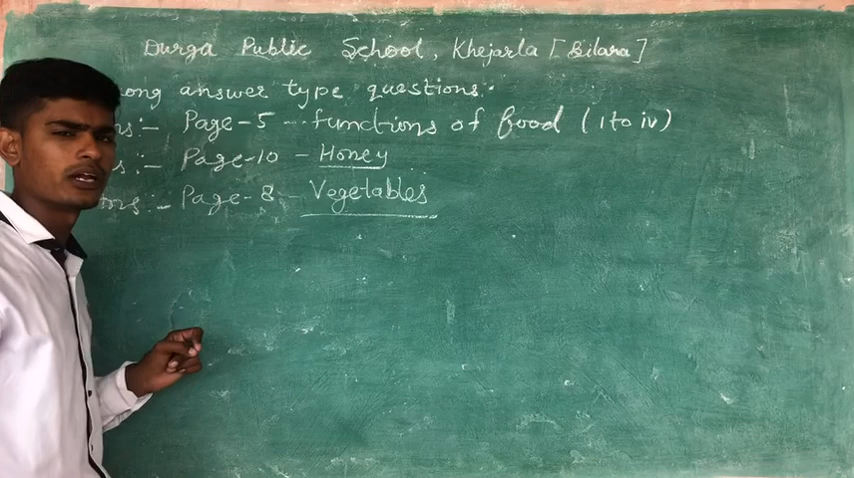 Durga Public School, Khejarla [Bilara]
ong answer type questions.
ns:- Page-5 - functions of food (1 to iv)
s:- Page-10 - Honey
ns:- Page-8 - Vegetables